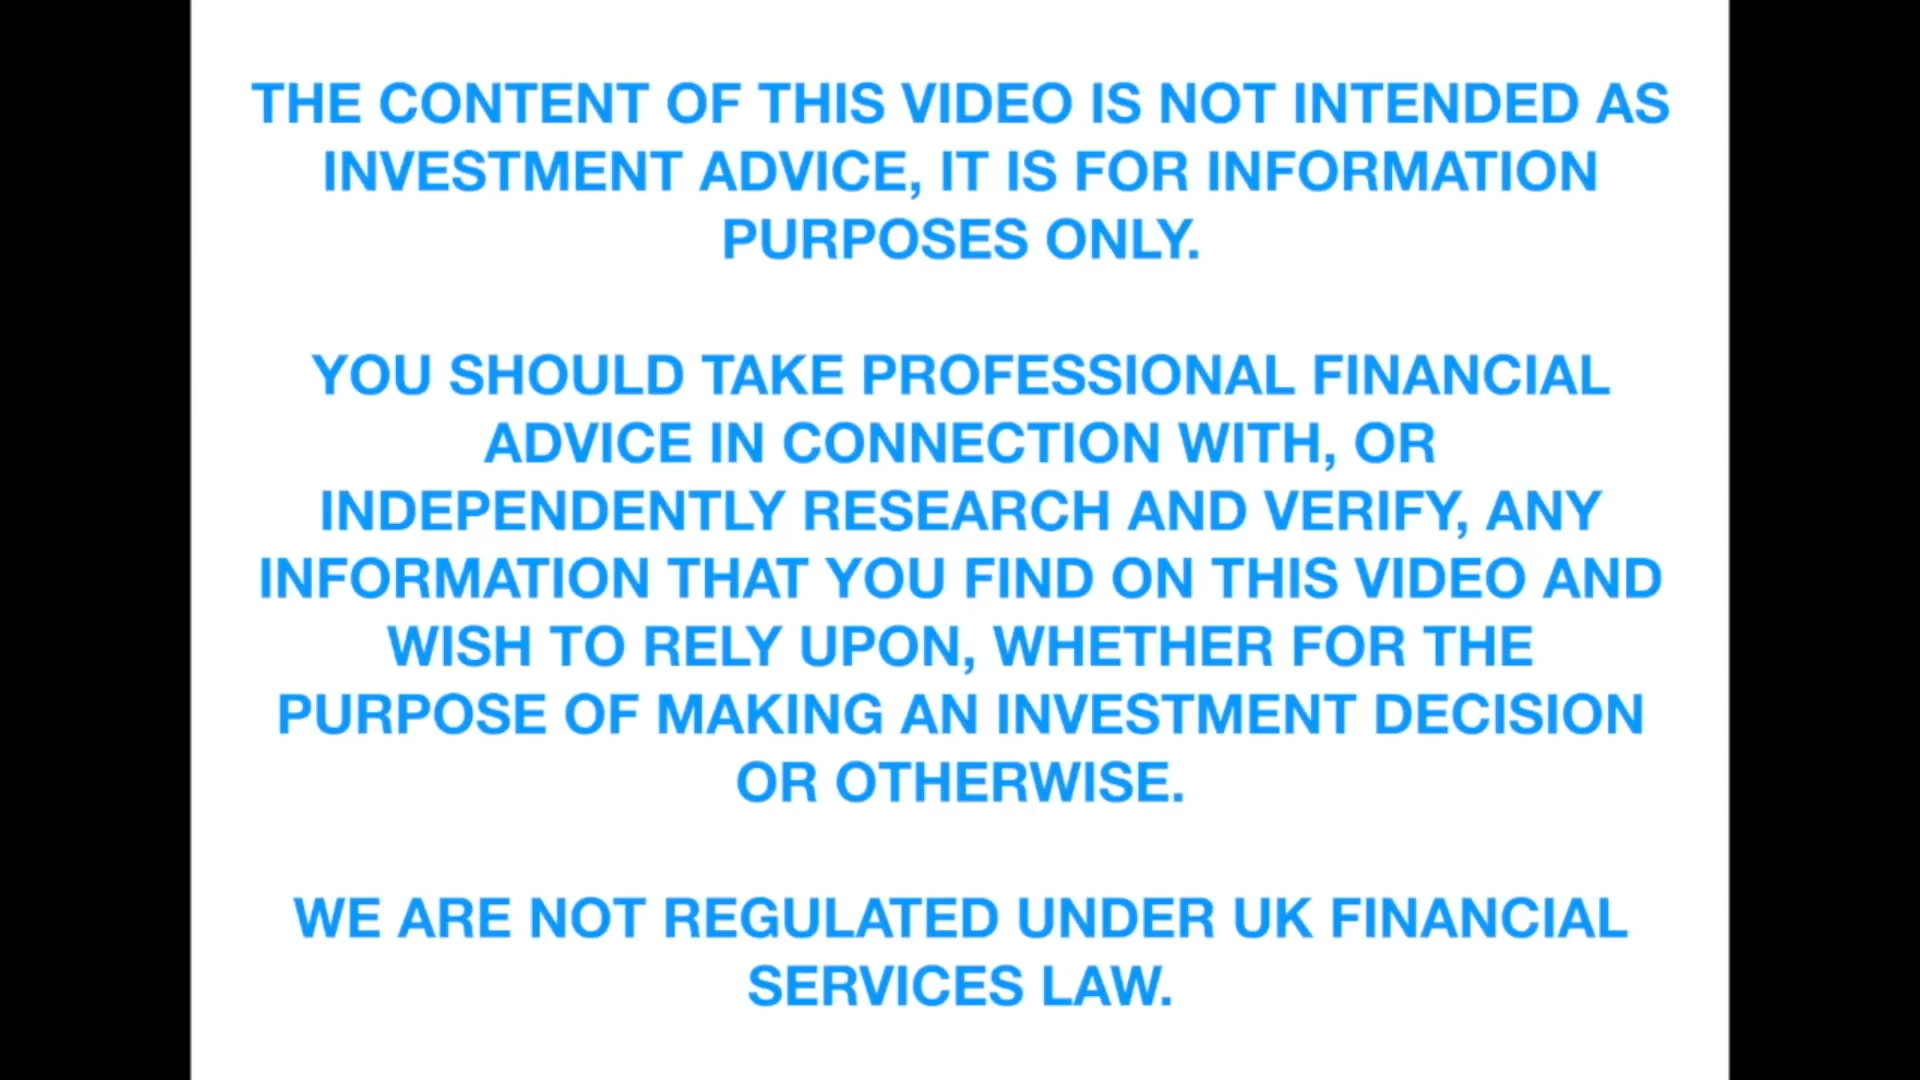 THE CONTENT OF THIS VIDEO IS NOT INTENDED AS
INVESTMENT ADVICE, IT IS FOR INFORMATION
PURPOSES ONLY.
YOU SHOULD TAKE PROFESSIONAL FINANCIAL
ADVICE IN CONNECTION WITH, OR
INDEPENDENTLY RESEARCH AND VERIFY, ANY
INFORMATION THAT YOU FIND ON THIS VIDEO AND
WISH TO RELY UPON, WHETHER FOR THE
PURPOSE OF MAKING AN INVESTMENT DECISION
OR OTHERWISE.
WE ARE NOT REGULATED UNDER UK FINANCIAL
SERVICES LAW.